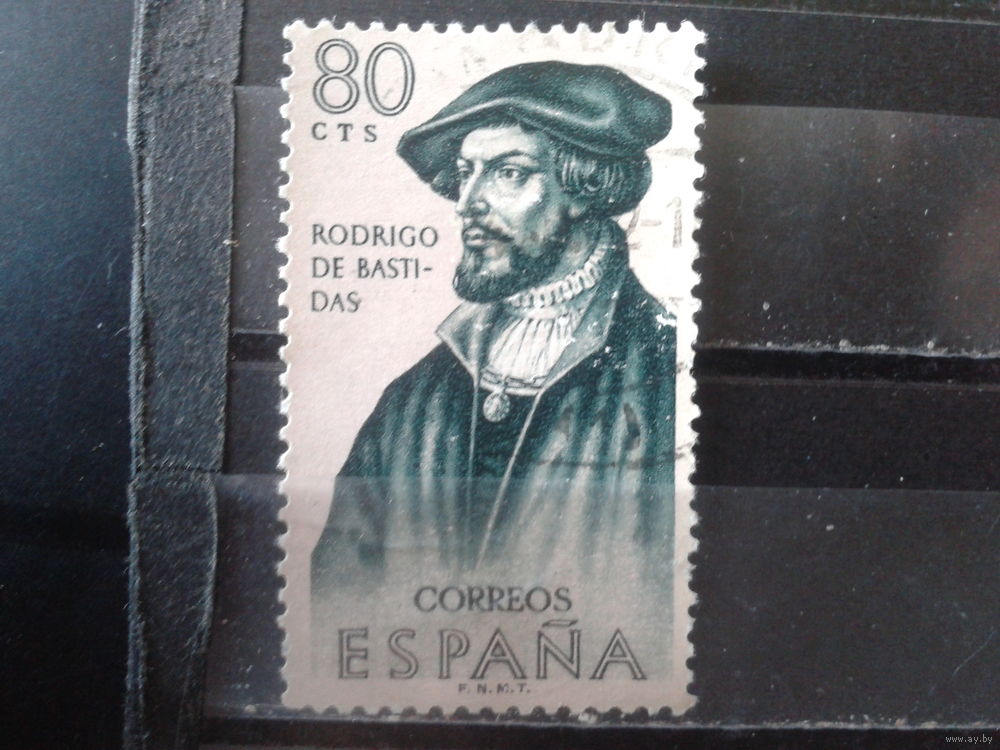 80
CTS
RODRIGO
DE BASTI-
DAS
CORREOS
ESPAÑA
F.N.M.T.
www.ay.by